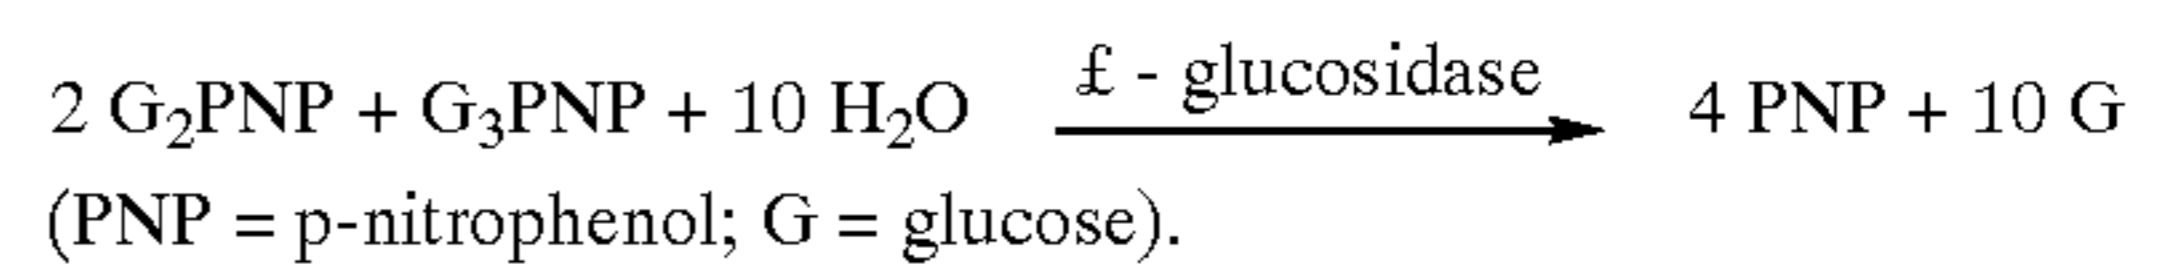 2 G₂PNP + G₃PNP + 10 H₂O £ - glucosidase 4 PNP + 10 G
(PNP = p-nitrophenol; G = glucose).